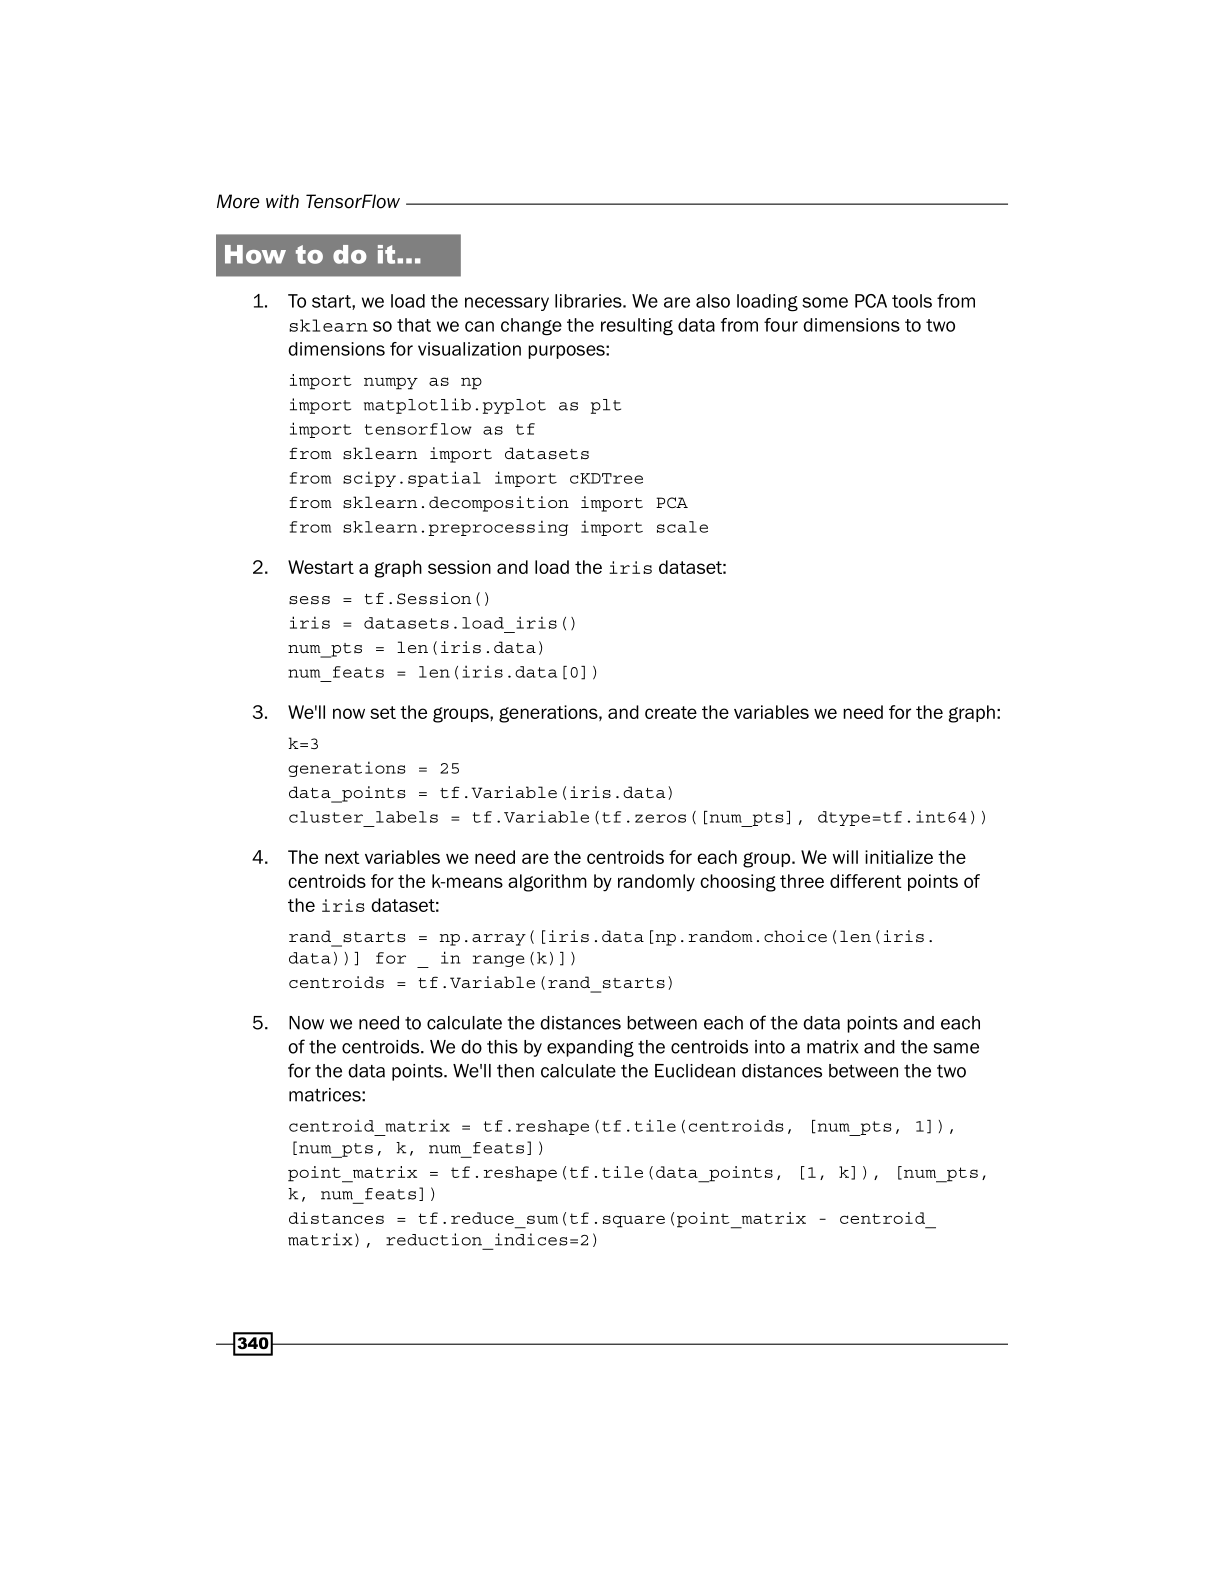 More with TensorFlow
How to do it…
1. To start, we load the necessary libraries. We are also loading some PCA tools from
sklearn so that we can change the resulting data from four dimensions to two
dimensions for visualization purposes:
import numpy as np
import matplotlib.pyplot as plt
import tensorflow as tf
from sklearn import datasets
from scipy.spatial import cKDTree
from sklearn.decomposition import PCA
from sklearn.preprocessing import scale
2. Westart a graph session and load the iris dataset:
sess = tf.Session()
iris = datasets.load_iris()
num_pts = len(iris.data)
num_feats = len(iris.data[0])
3. We'll now set the groups, generations, and create the variables we need for the graph:
k=3
generations = 25
data_points = tf.Variable(iris.data)
cluster_labels = tf.Variable(tf.zeros([num_pts], dtype=tf.int64))
4. The next variables we need are the centroids for each group. We will initialize the
centroids for the k-means algorithm by randomly choosing three different points of
the iris dataset:
rand_starts = np.array([iris.data[np.random.choice(len(iris.
data))] for _ in range(k)])
centroids = tf.Variable(rand_starts)
5. Now we need to calculate the distances between each of the data points and each
of the centroids. We do this by expanding the centroids into a matrix and the same
for the data points. We'll then calculate the Euclidean distances between the two
matrices:
centroid_matrix = tf.reshape(tf.tile(centroids, [num_pts, 1]),
[num_pts, k, num_feats])
point_matrix = tf.reshape(tf.tile(data_points, [1, k]), [num_pts,
k, num_feats])
distances = tf.reduce_sum(tf.square(point_matrix - centroid_
matrix), reduction_indices=2)
340